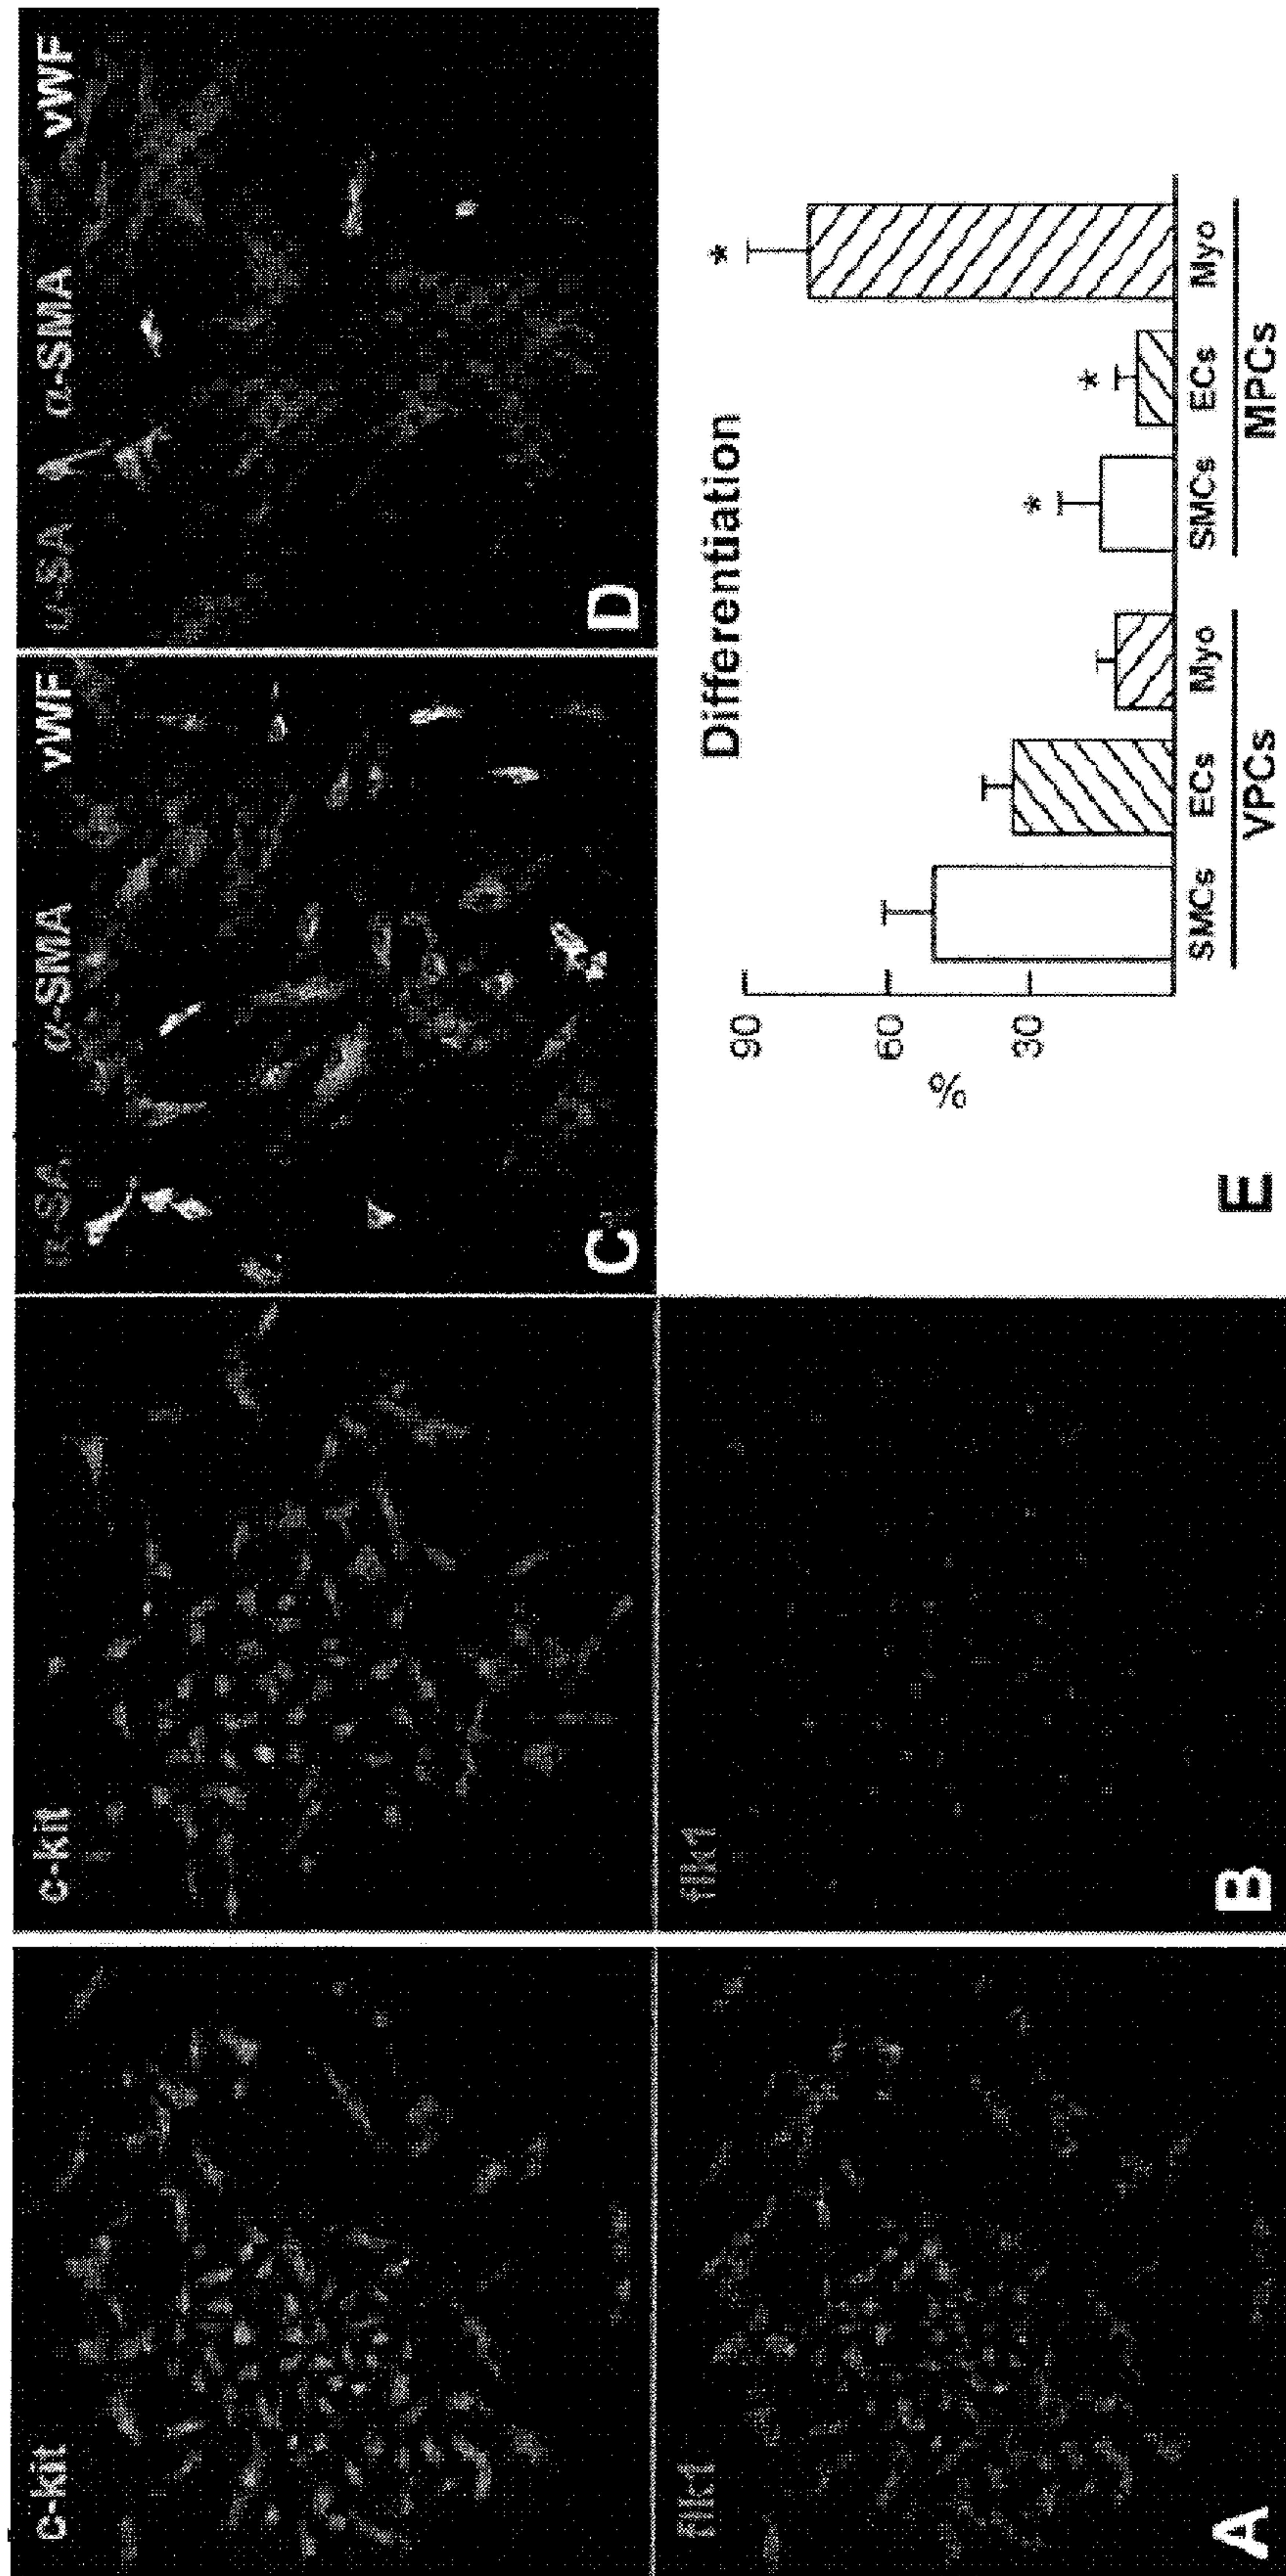 c-kit
flk1
A
c-kit
flk1
B
α-SMA vWF
C
α-SA α-SMA vWF
D
Differentiation
90
60
30
%
SMCs ECs Myo SMCs ECs Myo
VPCs MPCs
* * *
E